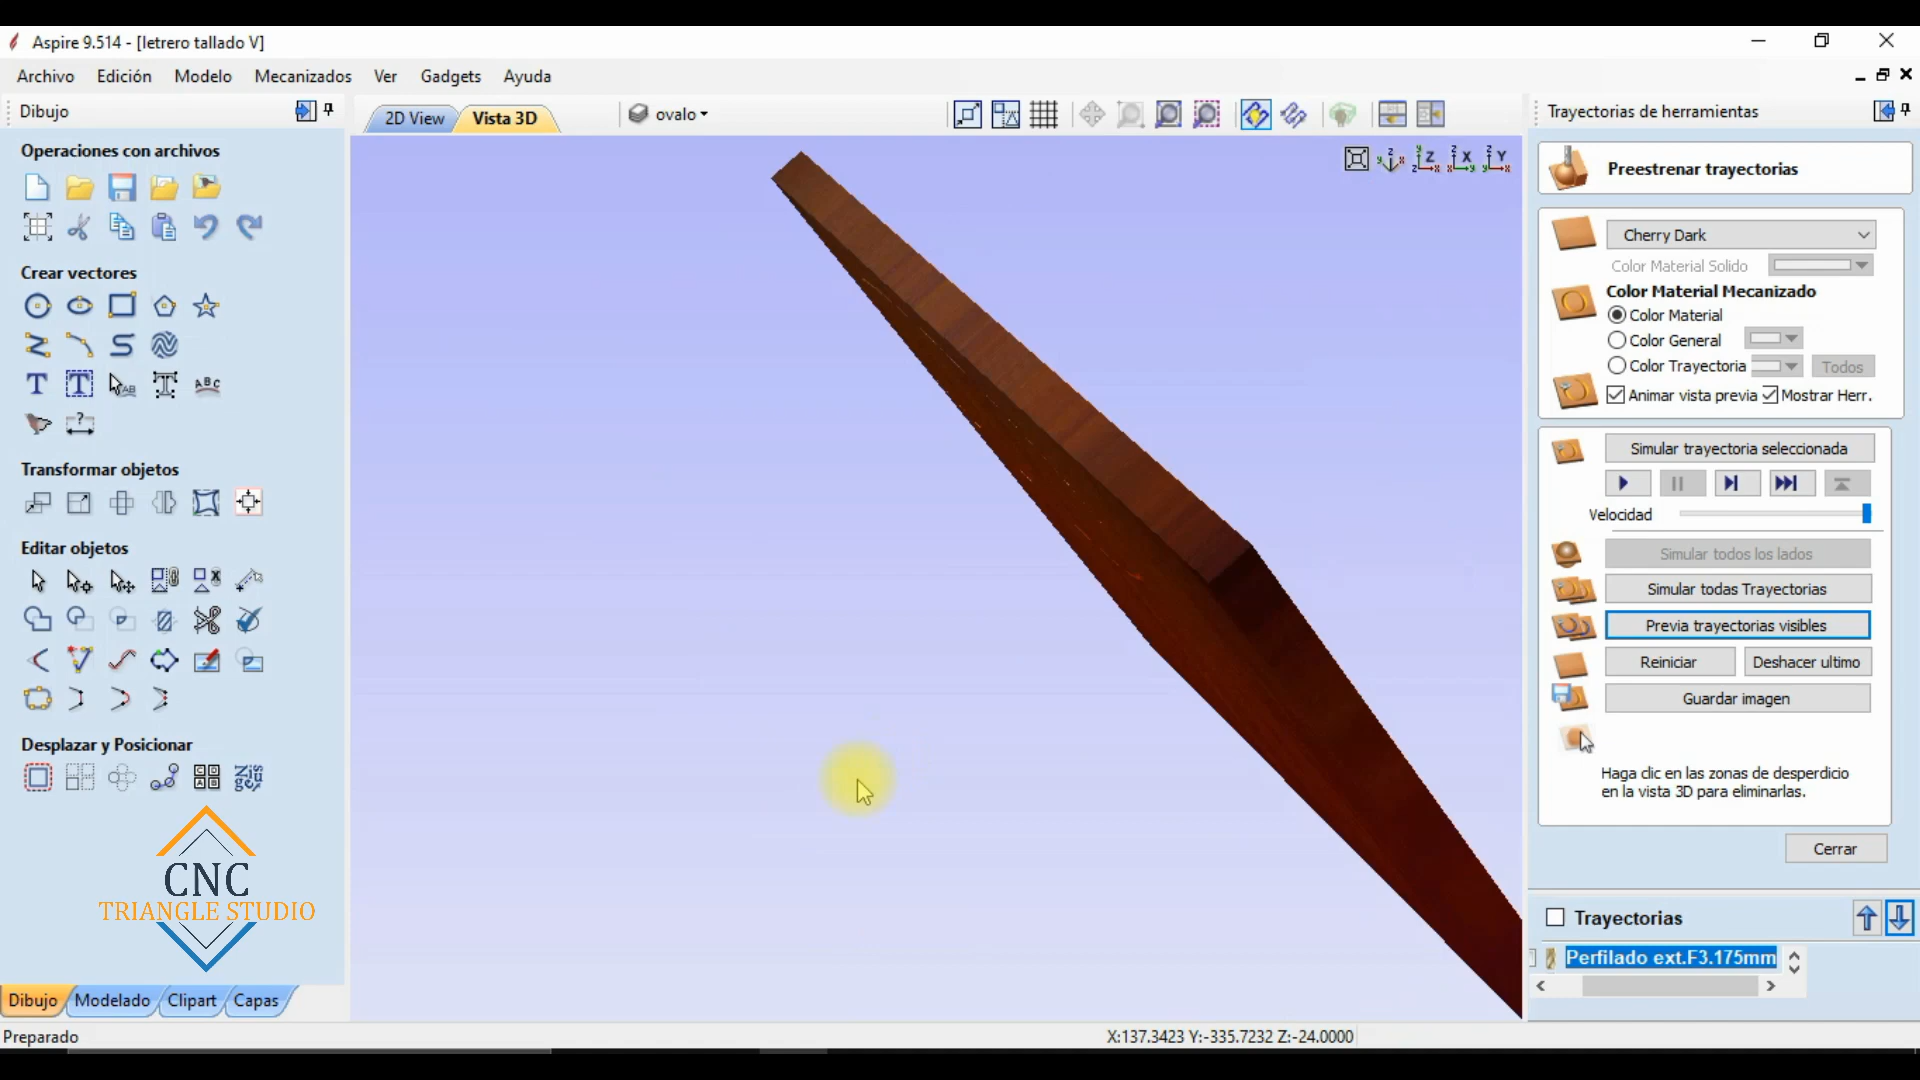 Aspire 9.514 - [letrero tallado V]
Archivo Edición Modelo Mecanizados Ver Gadgets Ayuda
Dibujo
2D View
Vista 3D
ovalo
Trayectorias de herramientas
Operaciones con archivos
Crear vectores
Transformar objetos
Editar objetos
Desplazar y Posicionar
CNC
TRIANGLE STUDIO
Dibujo Modelado Clipart Capas
Preparado
X:137.3423 Y:-335.7232 Z:-24.0000
Preestrenar trayectorias
Cherry Dark
Color Material Solido
Color Material Mecanizado
Color Material
Color General
Color Trayectoria
Todos
Animar vista previa
Mostrar Herr.
Simular trayectoria seleccionada
Velocidad
Simular todos los lados
Simular todas Trayectorias
Previa trayectorias visibles
Reiniciar
Deshacer ultimo
Guardar imagen
Haga clic en las zonas de desperdicio
en la vista 3D para eliminarlas.
Cerrar
Trayectorias
Perfilado ext.F3.175mm